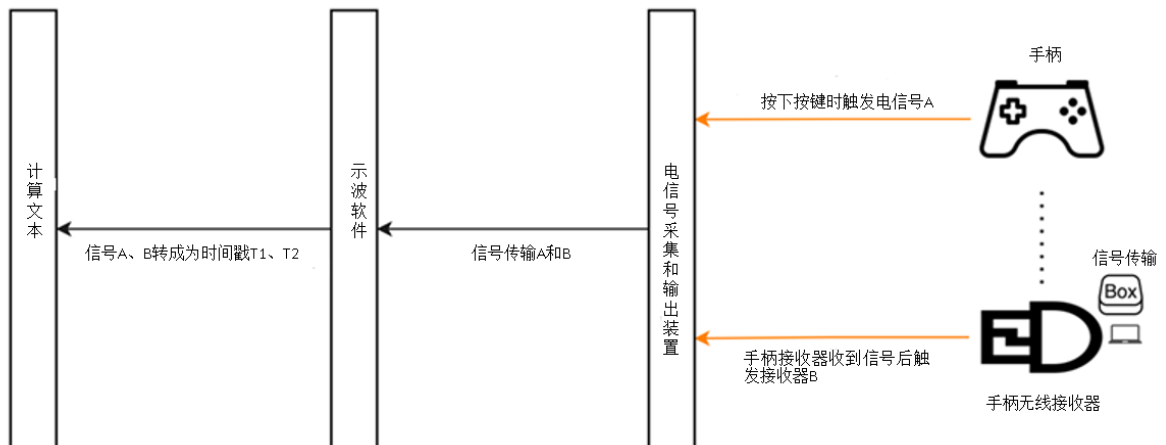 手柄
按下按键时触发电信号A
计算文本
示波软件
电信号采集和输出装置
信号A、B转成为时间戳T1、T2
信号传输A和B
信号传输
Box
手柄接收器收到信号后触
发接收器B
手柄无线接收器